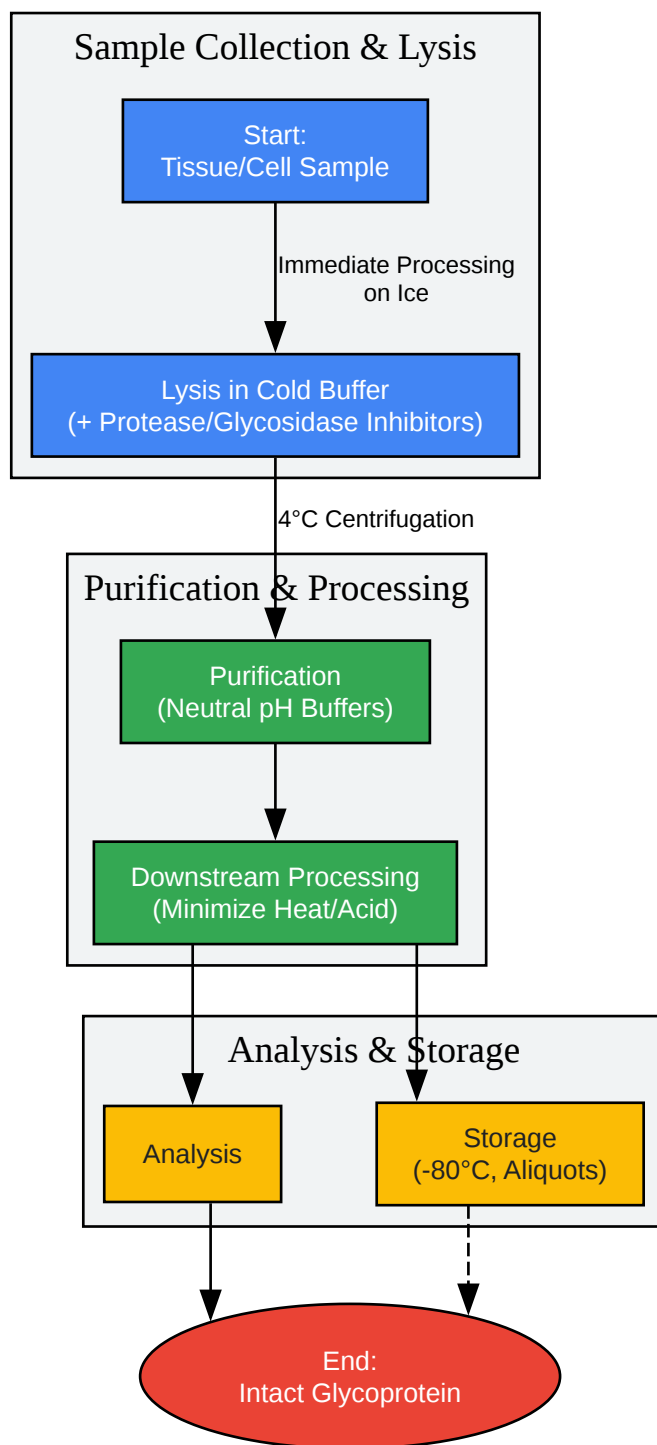 Sample Collection & Lysis
Start:
Tissue/Cell Sample
Immediate Processing
on Ice
Lysis in Cold Buffer
(+ Protease/Glycosidase Inhibitors)
4°C Centrifugation
Purification & Processing
Purification
(Neutral pH Buffers)
Downstream Processing
(Minimize Heat/Acid)
Analysis & Storage
Analysis
Storage
(-80°C, Aliquots)
End:
Intact Glycoprotein